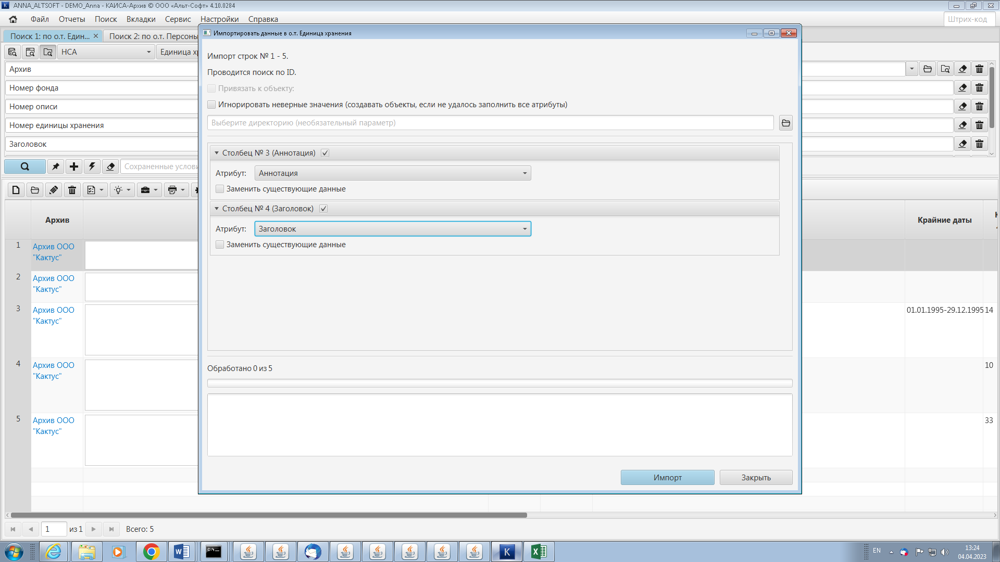 ANNA_ALTSOFT - DEMO_Anna - КАИСА-Архив © ООО «Альт-Софт» 4.10.0284
Файл Отчеты Поиск Вкладки Сервис Настройки Справка Штрих-код
Поиск 1: по о.т. Един... Поиск 2: по о.т. Персоны
НСА
Архив
Номер фонда
Номер описи
Номер единицы хранения
Заголовок
Импортировать данные в о.т. Единица хранения
Импорт строк № 1 - 5.
Проводится поиск по ID.
Привязать к объекту:
Игнорировать неверные значения (создавать объекты, если не удалось заполнить все атрибуты)
Выберите директорию (необязательный параметр)
Столбец № 3 (Аннотация)
Атрибут: Аннотация
Заменить существующие данные
Столбец № 4 (Заголовок)
Атрибут: Заголовок
Заменить существующие данные
Обработано 0 из 5
Импорт Закрыть
Сохраненные
Архив Крайние даты
1 Архив ООО "Кактус"
2 Архив ООО "Кактус"
3 Архив ООО "Кактус" 01.01.1995-29.12.1995 14
4 Архив ООО "Кактус" 10
5 Архив ООО "Кактус" 33
1 из 1 Всего: 5
EN 13:24
04.04.2023